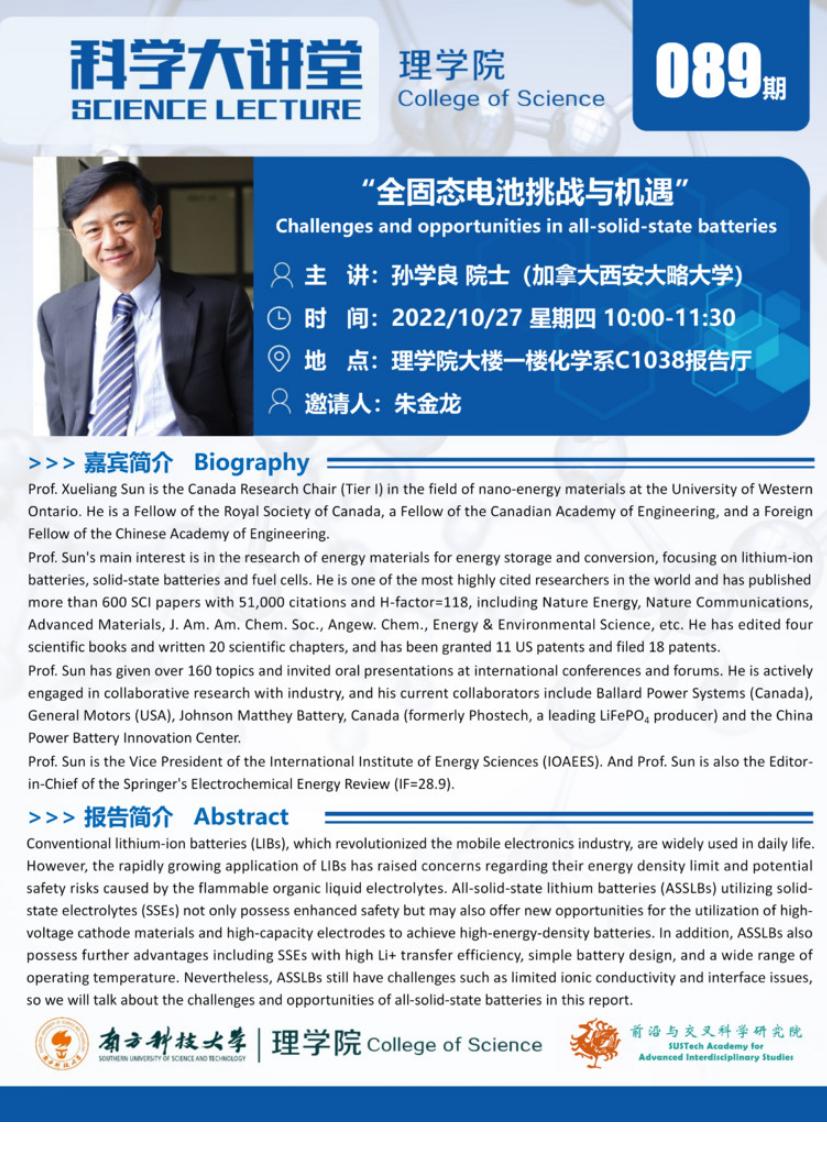 科学大讲堂
SCIENCE LECTURE
理学院
College of Science
089期
“全固态电池挑战与机遇”
Challenges and opportunities in all-solid-state batteries
主 讲：孙学良 院士（加拿大西安大略大学）
时 间：2022/10/27 星期四 10:00-11:30
地 点：理学院大楼一楼化学系C1038报告厅
邀请人：朱金龙
>>> 嘉宾简介 Biography
Prof. Xueliang Sun is the Canada Research Chair (Tier I) in the field of nano-energy materials at the University of Western
Ontario. He is a Fellow of the Royal Society of Canada, a Fellow of the Canadian Academy of Engineering, and a Foreign
Fellow of the Chinese Academy of Engineering.
Prof. Sun's main interest is in the research of energy materials for energy storage and conversion, focusing on lithium-ion
batteries, solid-state batteries and fuel cells. He is one of the most highly cited researchers in the world and has published
more than 600 SCI papers with 51,000 citations and H-factor=118, including Nature Energy, Nature Communications,
Advanced Materials, J. Am. Am. Chem. Soc., Angew. Chem., Energy & Environmental Science, etc. He has edited four
scientific books and written 20 scientific chapters, and has been granted 11 US patents and filed 18 patents.
Prof. Sun has given over 160 topics and invited oral presentations at international conferences and forums. He is actively
engaged in collaborative research with industry, and his current collaborators include Ballard Power Systems (Canada),
General Motors (USA), Johnson Matthey Battery, Canada (formerly Phostech, a leading LiFePO₄ producer) and the China
Power Battery Innovation Center.
Prof. Sun is the Vice President of the International Institute of Energy Sciences (IOAEES). And Prof. Sun is also the Editor-
in-Chief of the Springer's Electrochemical Energy Review (IF=28.9).
>>> 报告简介 Abstract
Conventional lithium-ion batteries (LIBs), which revolutionized the mobile electronics industry, are widely used in daily life.
However, the rapidly growing application of LIBs has raised concerns regarding their energy density limit and potential
safety risks caused by the flammable organic liquid electrolytes. All-solid-state lithium batteries (ASSLBs) utilizing solid-
state electrolytes (SSEs) not only possess enhanced safety but may also offer new opportunities for the utilization of high-
voltage cathode materials and high-capacity electrodes to achieve high-energy-density batteries. In addition, ASSLBs also
possess further advantages including SSEs with high Li+ transfer efficiency, simple battery design, and a wide range of
operating temperature. Nevertheless, ASSLBs still have challenges such as limited ionic conductivity and interface issues,
so we will talk about the challenges and opportunities of all-solid-state batteries in this report.
南方科技大学
SOUTHERN UNIVERSITY OF SCIENCE AND TECHNOLOGY
理学院 College of Science
前沿与交叉科学研究院
SUSTech Academy for
Advanced Interdisciplinary Studies